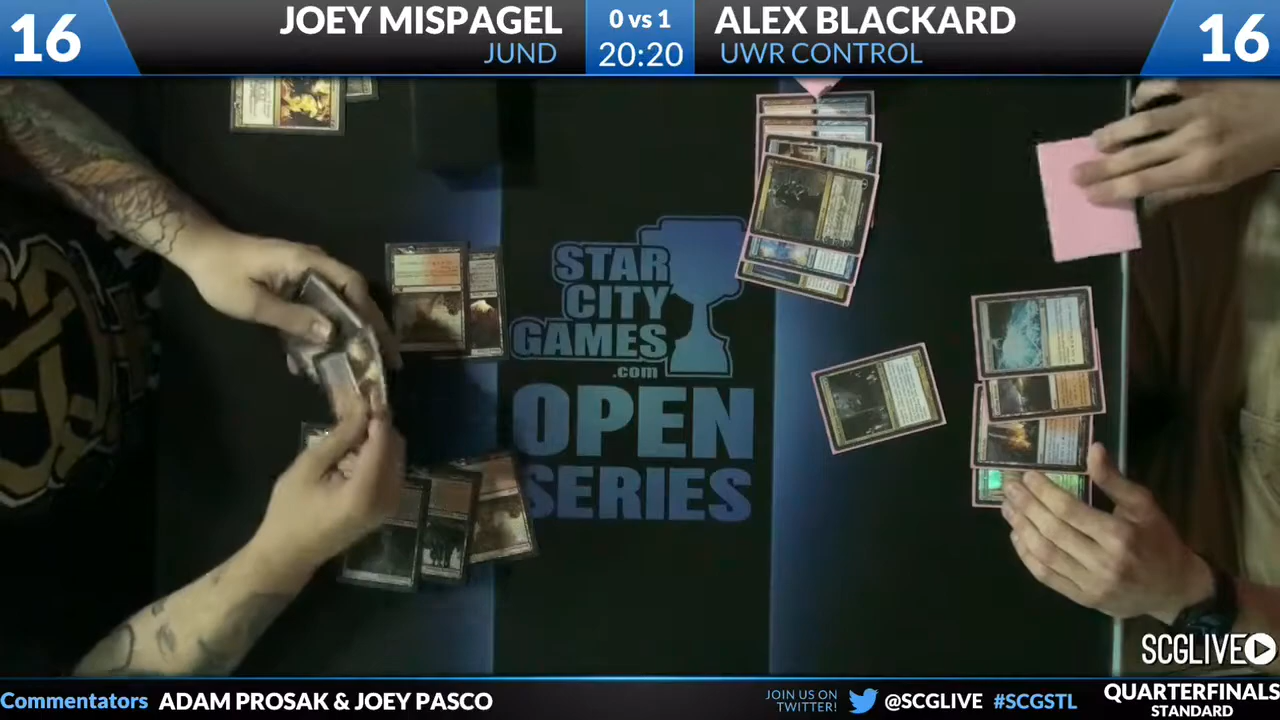 16
JOEY MISPAGEL
JUND
0 vs 1
20:20
ALEX BLACKARD
UWR CONTROL
16
STAR
CITY
GAMES
.com
OPEN
SERIES
SCGLIVE
Commentators ADAM PROSAK & JOEY PASCO
JOIN US ON
TWITTER!
@SCGLIVE #SCGSTL
QUARTERFINALS
STANDARD